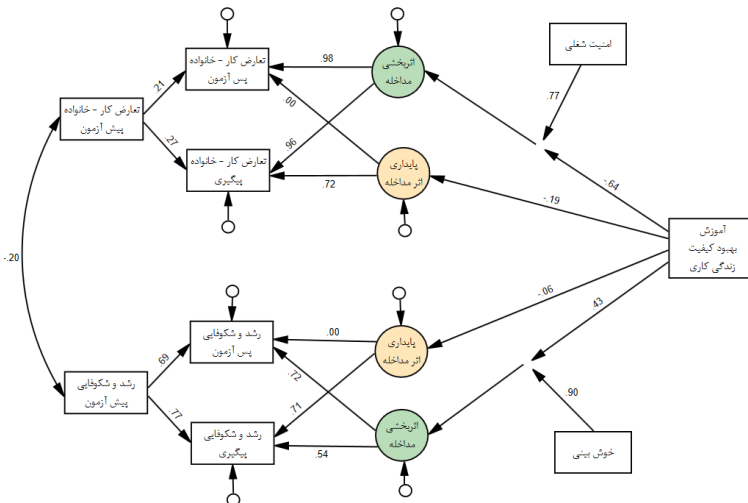 تعارض کار - خانواده
پس آزمون
.98
اثربخشی
مداخله
امنیت شغلی
.21
.00
.77
تعارض کار - خانواده
پیش آزمون
.27
.96
تعارض کار - خانواده
پیگیری
.72
پایداری
اثر مداخله
-.64
-.19
آموزش
بهبود کیفیت
زندگی کاری
-.20
-.06
.43
رشد و شکوفایی
پس آزمون
.00
پایداری
اثر مداخله
.69
.72
رشد و شکوفایی
پیش آزمون
.77
.71
.90
رشد و شکوفایی
پیگیری
.54
اثربخشی
مداخله
خوش بینی